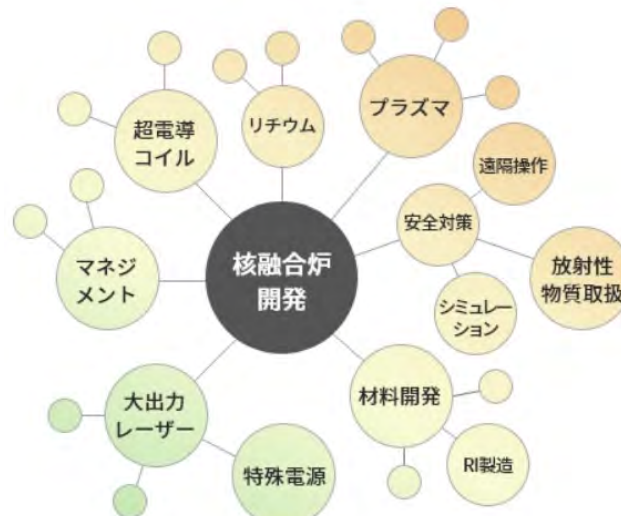 プラズマ
リチウム
超電導
コイル
遠隔操作
安全対策
核融合炉
開発
放射性
物質取扱
マネジ
メント
シミュレー
ション
材料開発
大出力
レーザー
RI製造
特殊電源